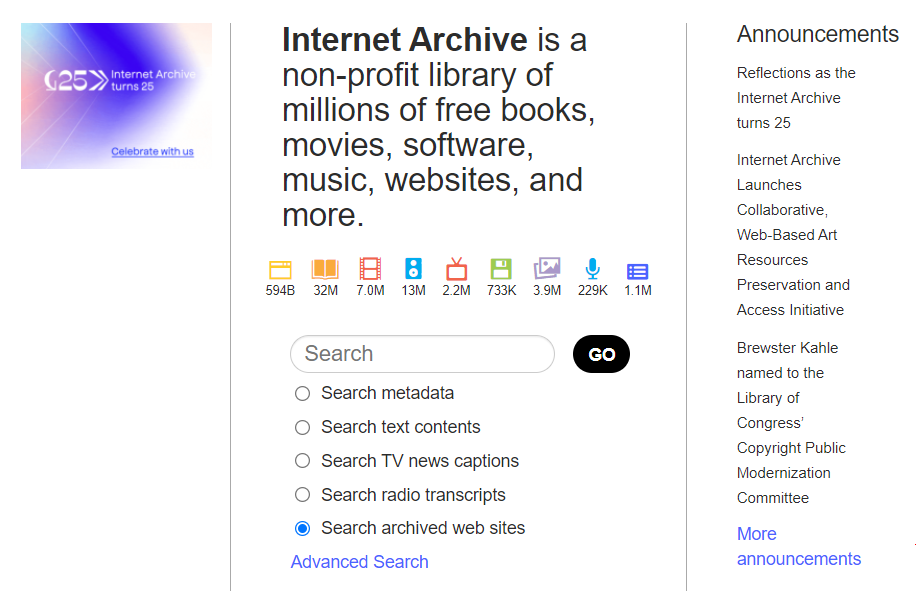 25
Internet Archive
turns 25
Celebrate with us
Internet Archive is a
non-profit library of
millions of free books,
movies, software,
music, websites, and
more.
594B 32M 7.0M 13M 2.2M 733K 3.9M 229K 1.1M
Search GO
Search metadata
Search text contents
Search TV news captions
Search radio transcripts
Search archived web sites
Advanced Search
Announcements
Reflections as the
Internet Archive
turns 25
Internet Archive
Launches
Collaborative,
Web-Based Art
Resources
Preservation and
Access Initiative
Brewster Kahle
named to the
Library of
Congress’
Copyright Public
Modernization
Committee
More
announcements